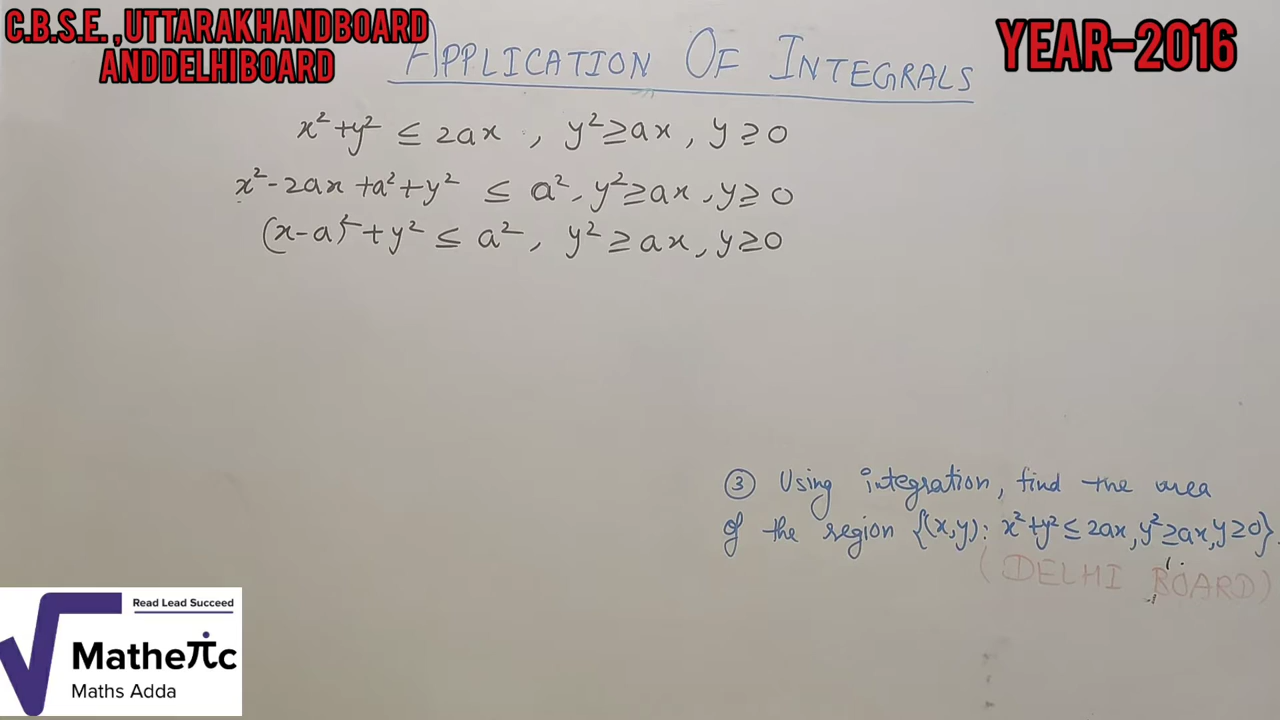 C.B.S.E. ,UTTARAKHANDBOARD
ANDDELHIBOARD
APPLICATION OF INTEGRALS
YEAR-2016
x²+y² ≤ 2ax , y²≥ax, y≥0
x²-2ax+a²+y² ≤ a², y²≥ax, y≥0
(x-a)²+y² ≤ a², y²≥ax, y≥0
③ Using integration, find the area
of the region {(x,y): x²+y²≤2ax, y²≥ax, y≥0}.
(DELHI BOARD)
Read Lead Succeed
Matheπc
Maths Adda